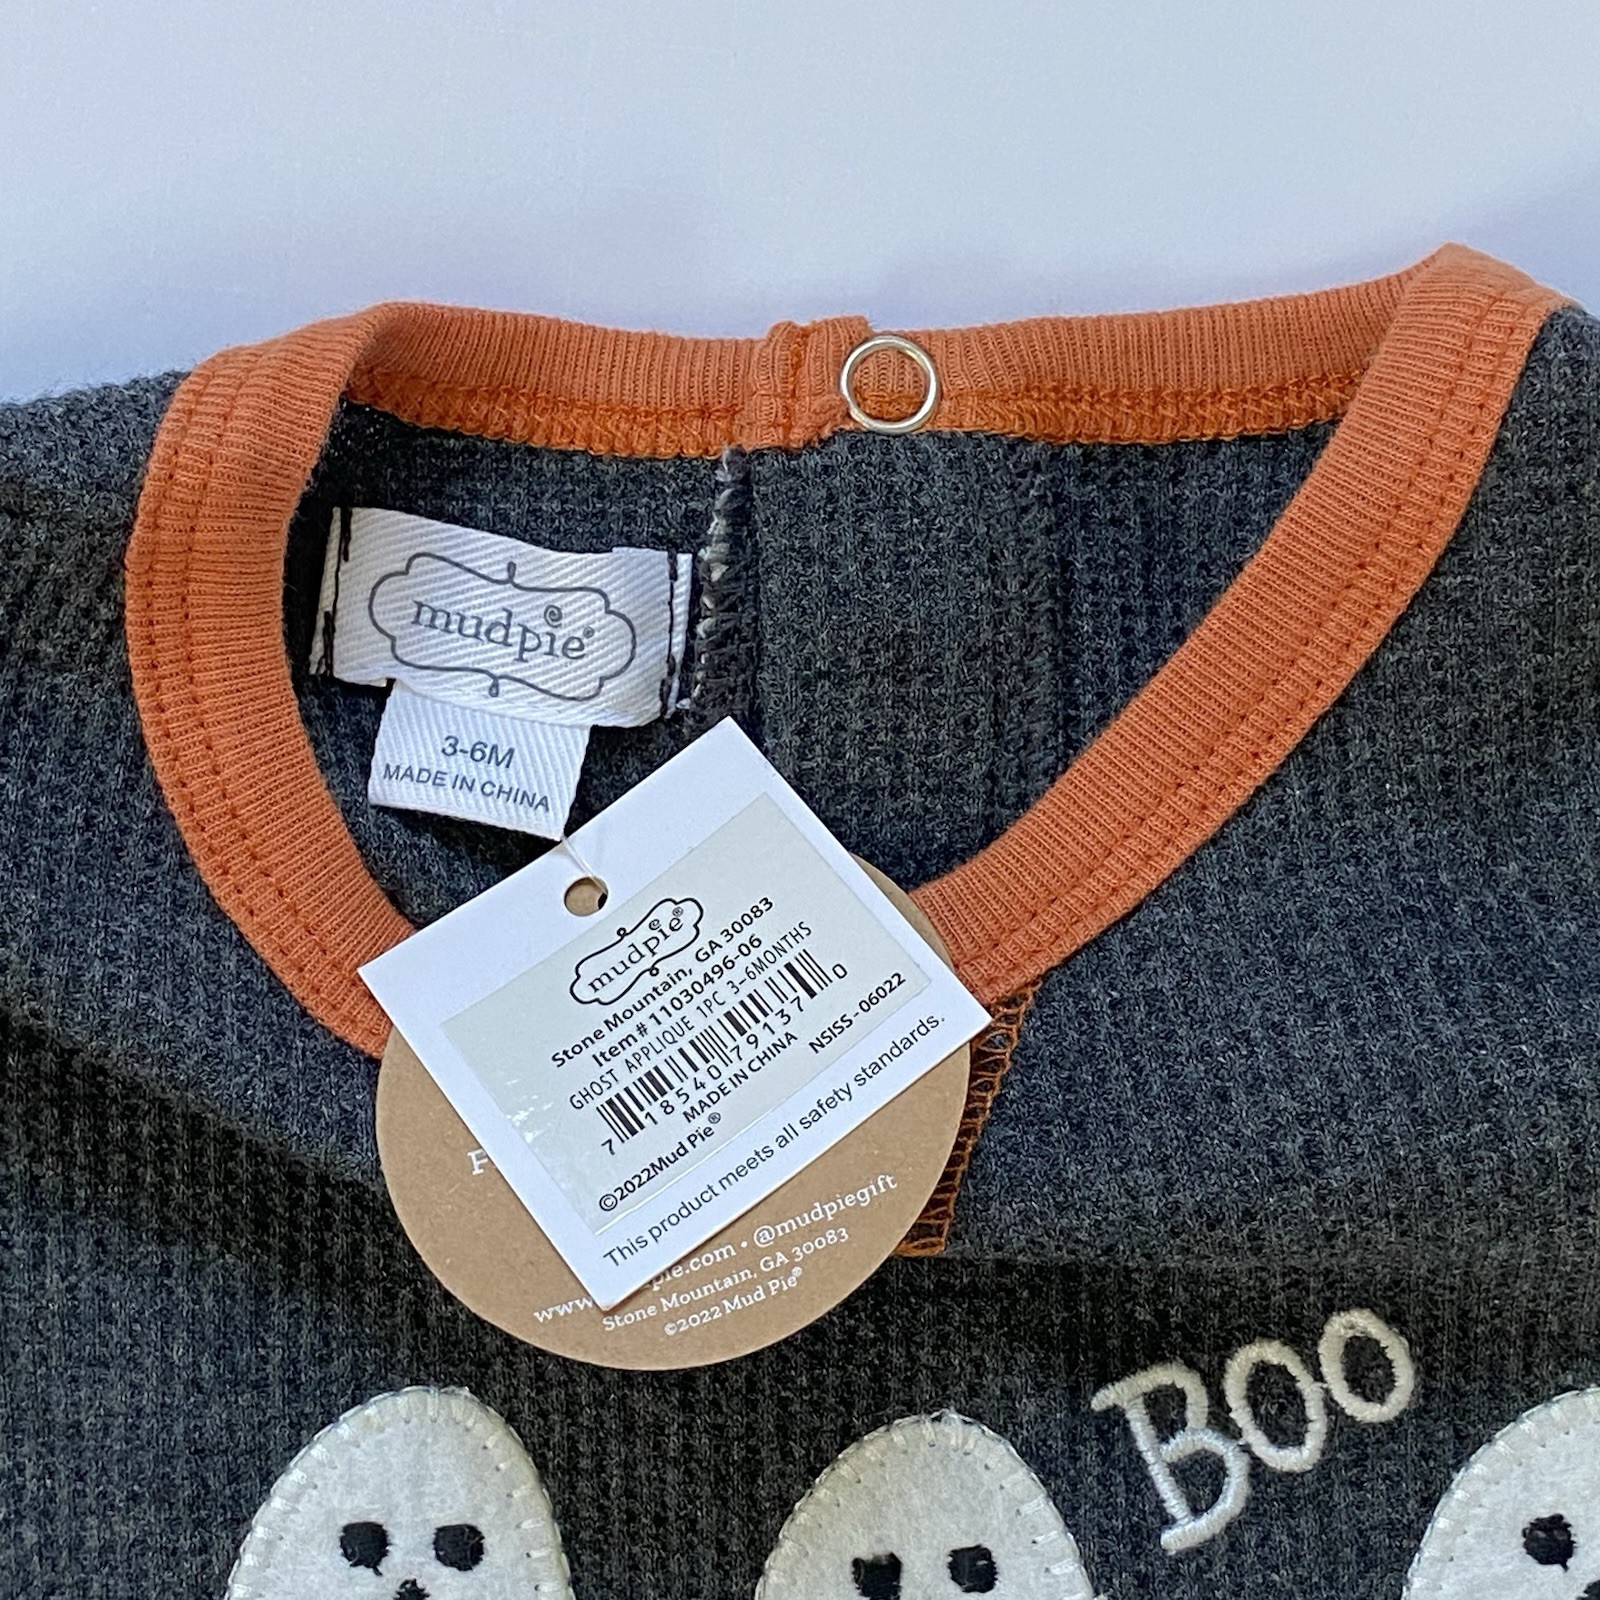 mudpie®
3-6M
MADE IN CHINA
mudpie®
Stone Mountain, GA 30083
Item# 11030496-06
GHOST APPLIQUE 1PC 3-6MONTHS
7 18540 79137 0
MADE IN CHINA
NSISS-06022
©2022Mud Pie®
This product meets all safety standards.
.com • @mudpiegift
Stone Mountain, GA 30083
©2022 Mud Pie®
BOO